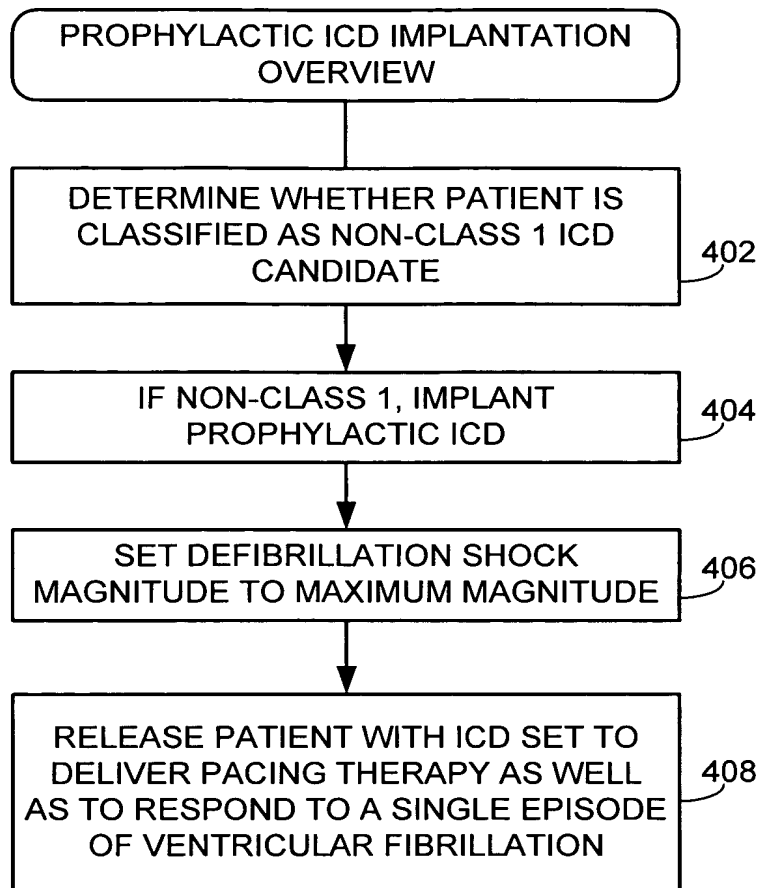 PROPHYLACTIC ICD IMPLANTATION
OVERVIEW
DETERMINE WHETHER PATIENT IS
CLASSIFIED AS NON-CLASS 1 ICD
CANDIDATE
402
IF NON-CLASS 1, IMPLANT
PROPHYLACTIC ICD
404
SET DEFIBRILLATION SHOCK
MAGNITUDE TO MAXIMUM MAGNITUDE
406
RELEASE PATIENT WITH ICD SET TO
DELIVER PACING THERAPY AS WELL
AS TO RESPOND TO A SINGLE EPISODE
OF VENTRICULAR FIBRILLATION
408